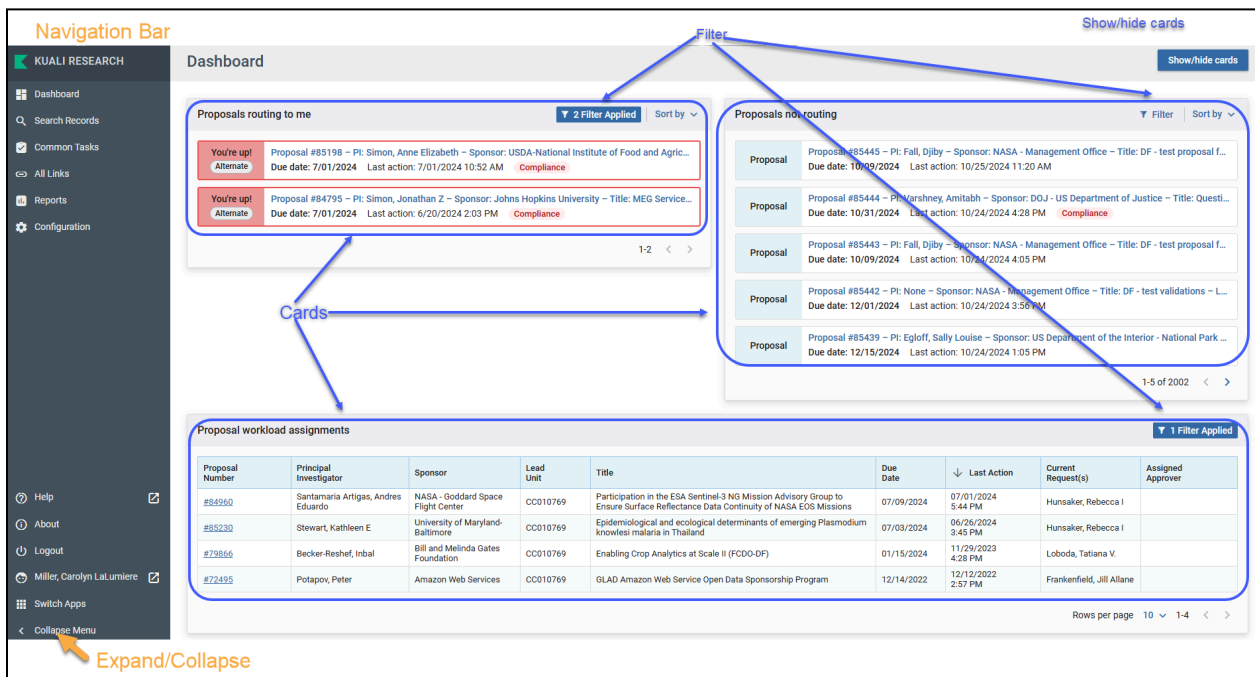 Navigation Bar
Filter
Show/hide cards
KUALI RESEARCH
Dashboard
Show/hide cards
Dashboard
Search Records
Common Tasks
All Links
Reports
Configuration
Proposals routing to me
2 Filter Applied
Sort by
You're up!
Alternate
Proposal #85198 – PI: Simon, Anne Elizabeth – Sponsor: USDA-National Institute of Food and Agric...
Due date: 7/01/2024 Last action: 7/01/2024 10:52 AM Compliance
You're up!
Alternate
Proposal #84795 – PI: Simon, Jonathan Z – Sponsor: Johns Hopkins University – Title: MEG Service...
Due date: 7/01/2024 Last action: 6/20/2024 2:03 PM Compliance
1-2
Cards
Proposals not routing
Filter
Sort by
Proposal
Proposal #85445 – PI: Fall, Djiby – Sponsor: NASA - Management Office – Title: DF - test proposal f...
Due date: 10/09/2024 Last action: 10/25/2024 11:20 AM
Proposal
Proposal #85444 – PI: Varshney, Amitabh – Sponsor: DOJ - US Department of Justice – Title: Questi...
Due date: 10/31/2024 Last action: 10/24/2024 4:28 PM Compliance
Proposal
Proposal #85443 – PI: Fall, Djiby – Sponsor: NASA - Management Office – Title: DF - test proposal f...
Due date: 10/09/2024 Last action: 10/24/2024 4:05 PM
Proposal
Proposal #85442 – PI: None – Sponsor: NASA - Management Office – Title: DF - test validations – L...
Due date: 12/01/2024 Last action: 10/24/2024 3:56 PM
Proposal
Proposal #85439 – PI: Egloff, Sally Louise – Sponsor: US Department of the Interior - National Park ...
Due date: 12/15/2024 Last action: 10/24/2024 1:05 PM
1-5 of 2002
Proposal workload assignments
1 Filter Applied
Proposal Number Principal Investigator Sponsor Lead Unit Title Due Date Last Action Current Request(s) Assigned Approver
#84960 Santamaria Artigas, Andres Eduardo NASA - Goddard Space Flight Center CC010769 Participation in the ESA Sentinel-3 NG Mission Advisory Group to Ensure Surface Reflectance Data Continuity of NASA EOS Missions 07/09/2024 07/01/2024 5:44 PM Hunsaker, Rebecca I
#85230 Stewart, Kathleen E University of Maryland-Baltimore CC010769 Epidemiological and ecological determinants of emerging Plasmodium knowlesi malaria in Thailand 07/03/2024 06/26/2024 3:45 PM Hunsaker, Rebecca I
#79866 Becker-Reshef, Inbal Bill and Melinda Gates Foundation CC010769 Enabling Crop Analytics at Scale II (FCDO-DF) 01/15/2024 11/29/2023 4:28 PM Loboda, Tatiana V.
#72495 Potapov, Peter Amazon Web Services CC010769 GLAD Amazon Web Service Open Data Sponsorship Program 12/14/2022 12/12/2022 2:57 PM Frankenfield, Jill Allane
Rows per page 10 1-4
Help
About
Logout
Miller, Carolyn LaLumiere
Switch Apps
Collapse Menu
Expand/Collapse